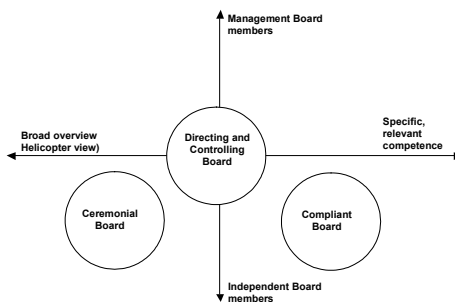 Management Board
members
Broad overview
Helicopter view)
Directing and
Controlling
Board
Specific,
relevant
competence
Ceremonial
Board
Compliant
Board
Independent Board
members